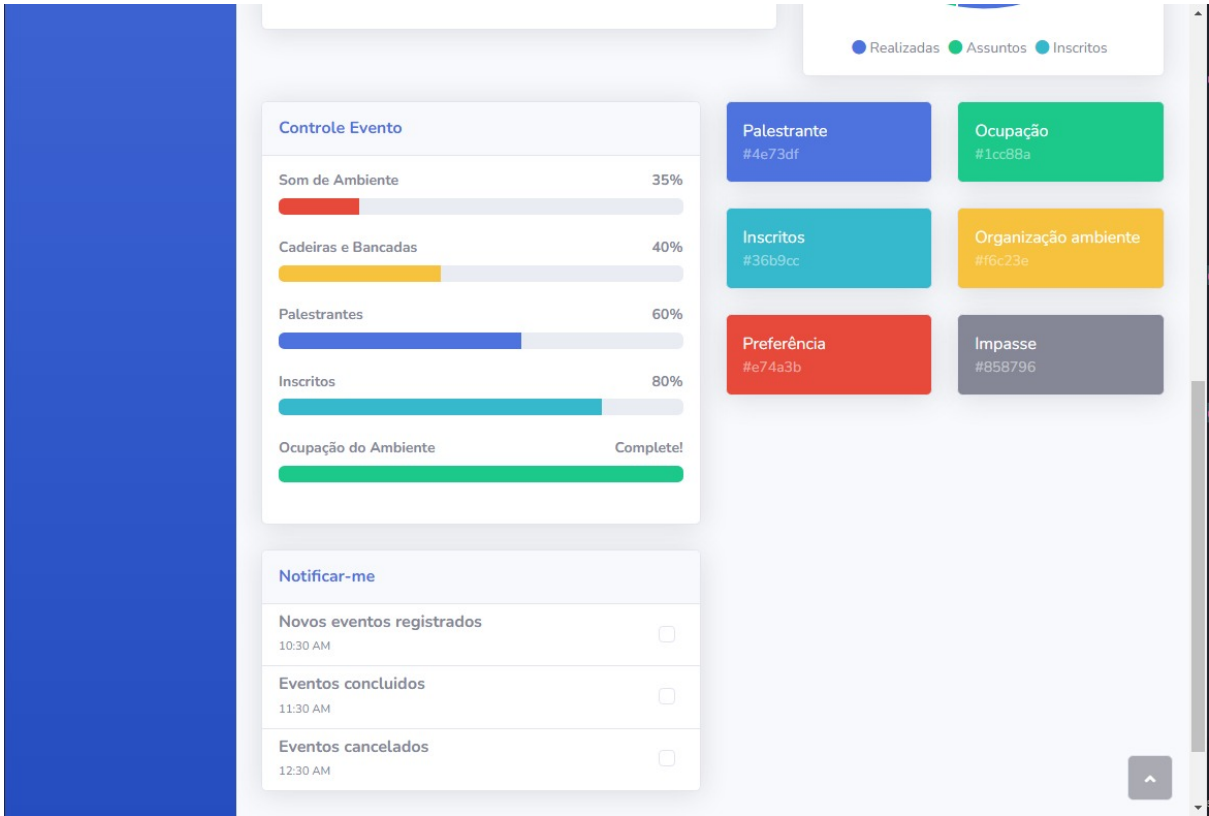 Realizadas Assuntos Inscritos
Controle Evento
Som de Ambiente 35%
Cadeiras e Bancadas 40%
Palestrantes 60%
Inscritos 80%
Ocupação do Ambiente Complete!
Palestrante
#4e73df
Ocupação
#1cc88a
Inscritos
#36b9cc
Organização ambiente
#f6c23e
Preferência
#e74a3b
Impasse
#858796
Notificar-me
Novos eventos registrados
10:30 AM
Eventos concluidos
11:30 AM
Eventos cancelados
12:30 AM